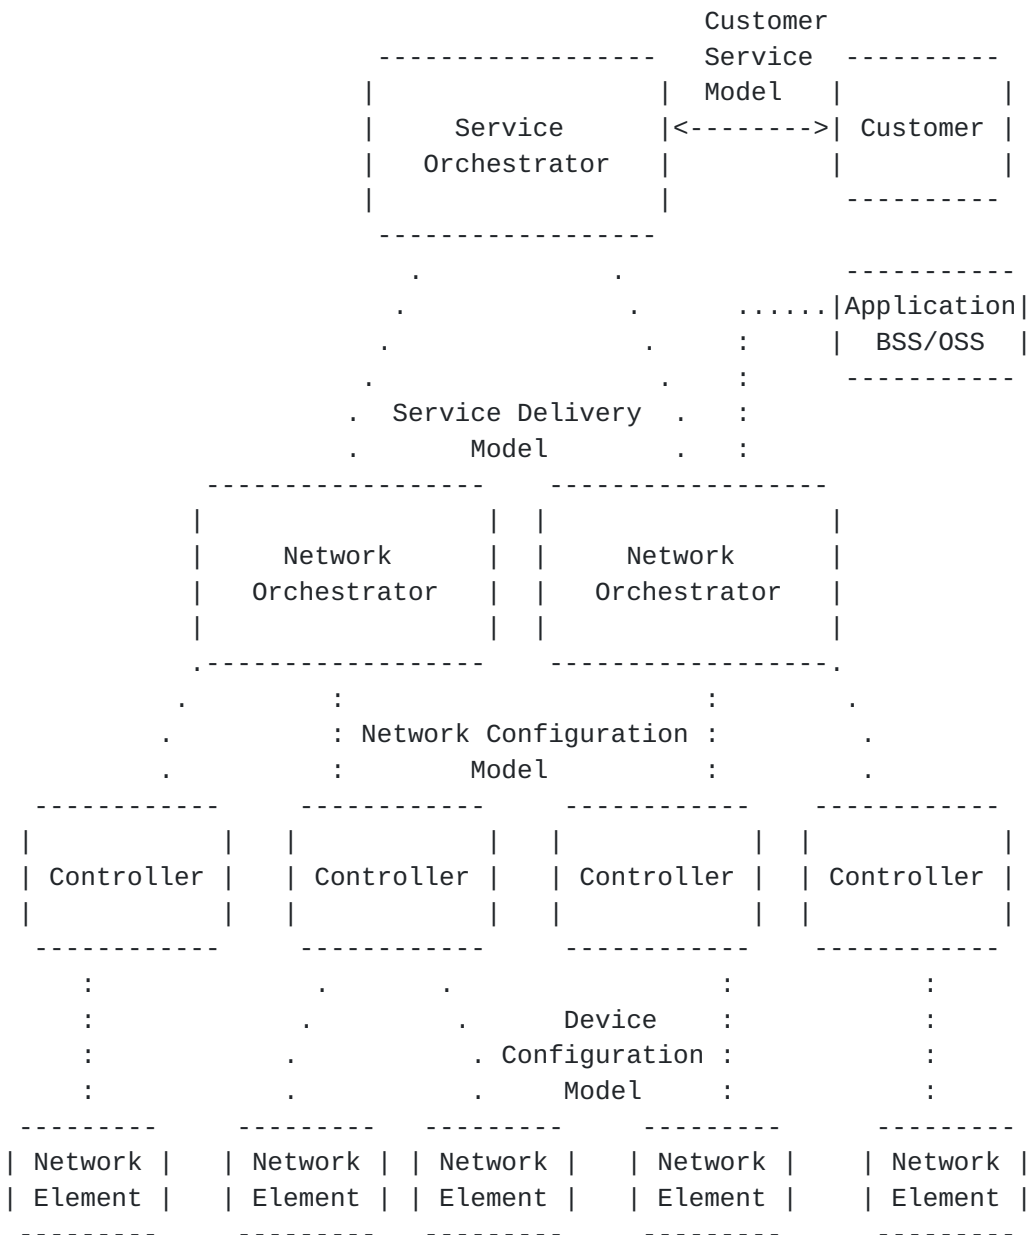 Customer
Service
Model
Service
Orchestrator
Customer
Application
BSS/OSS
Service Delivery
Model
Network
Orchestrator
Network
Orchestrator
Network Configuration
Model
Controller
Controller
Controller
Controller
Device
Configuration
Model
Network
Element
Network
Element
Network
Element
Network
Element
Network
Element